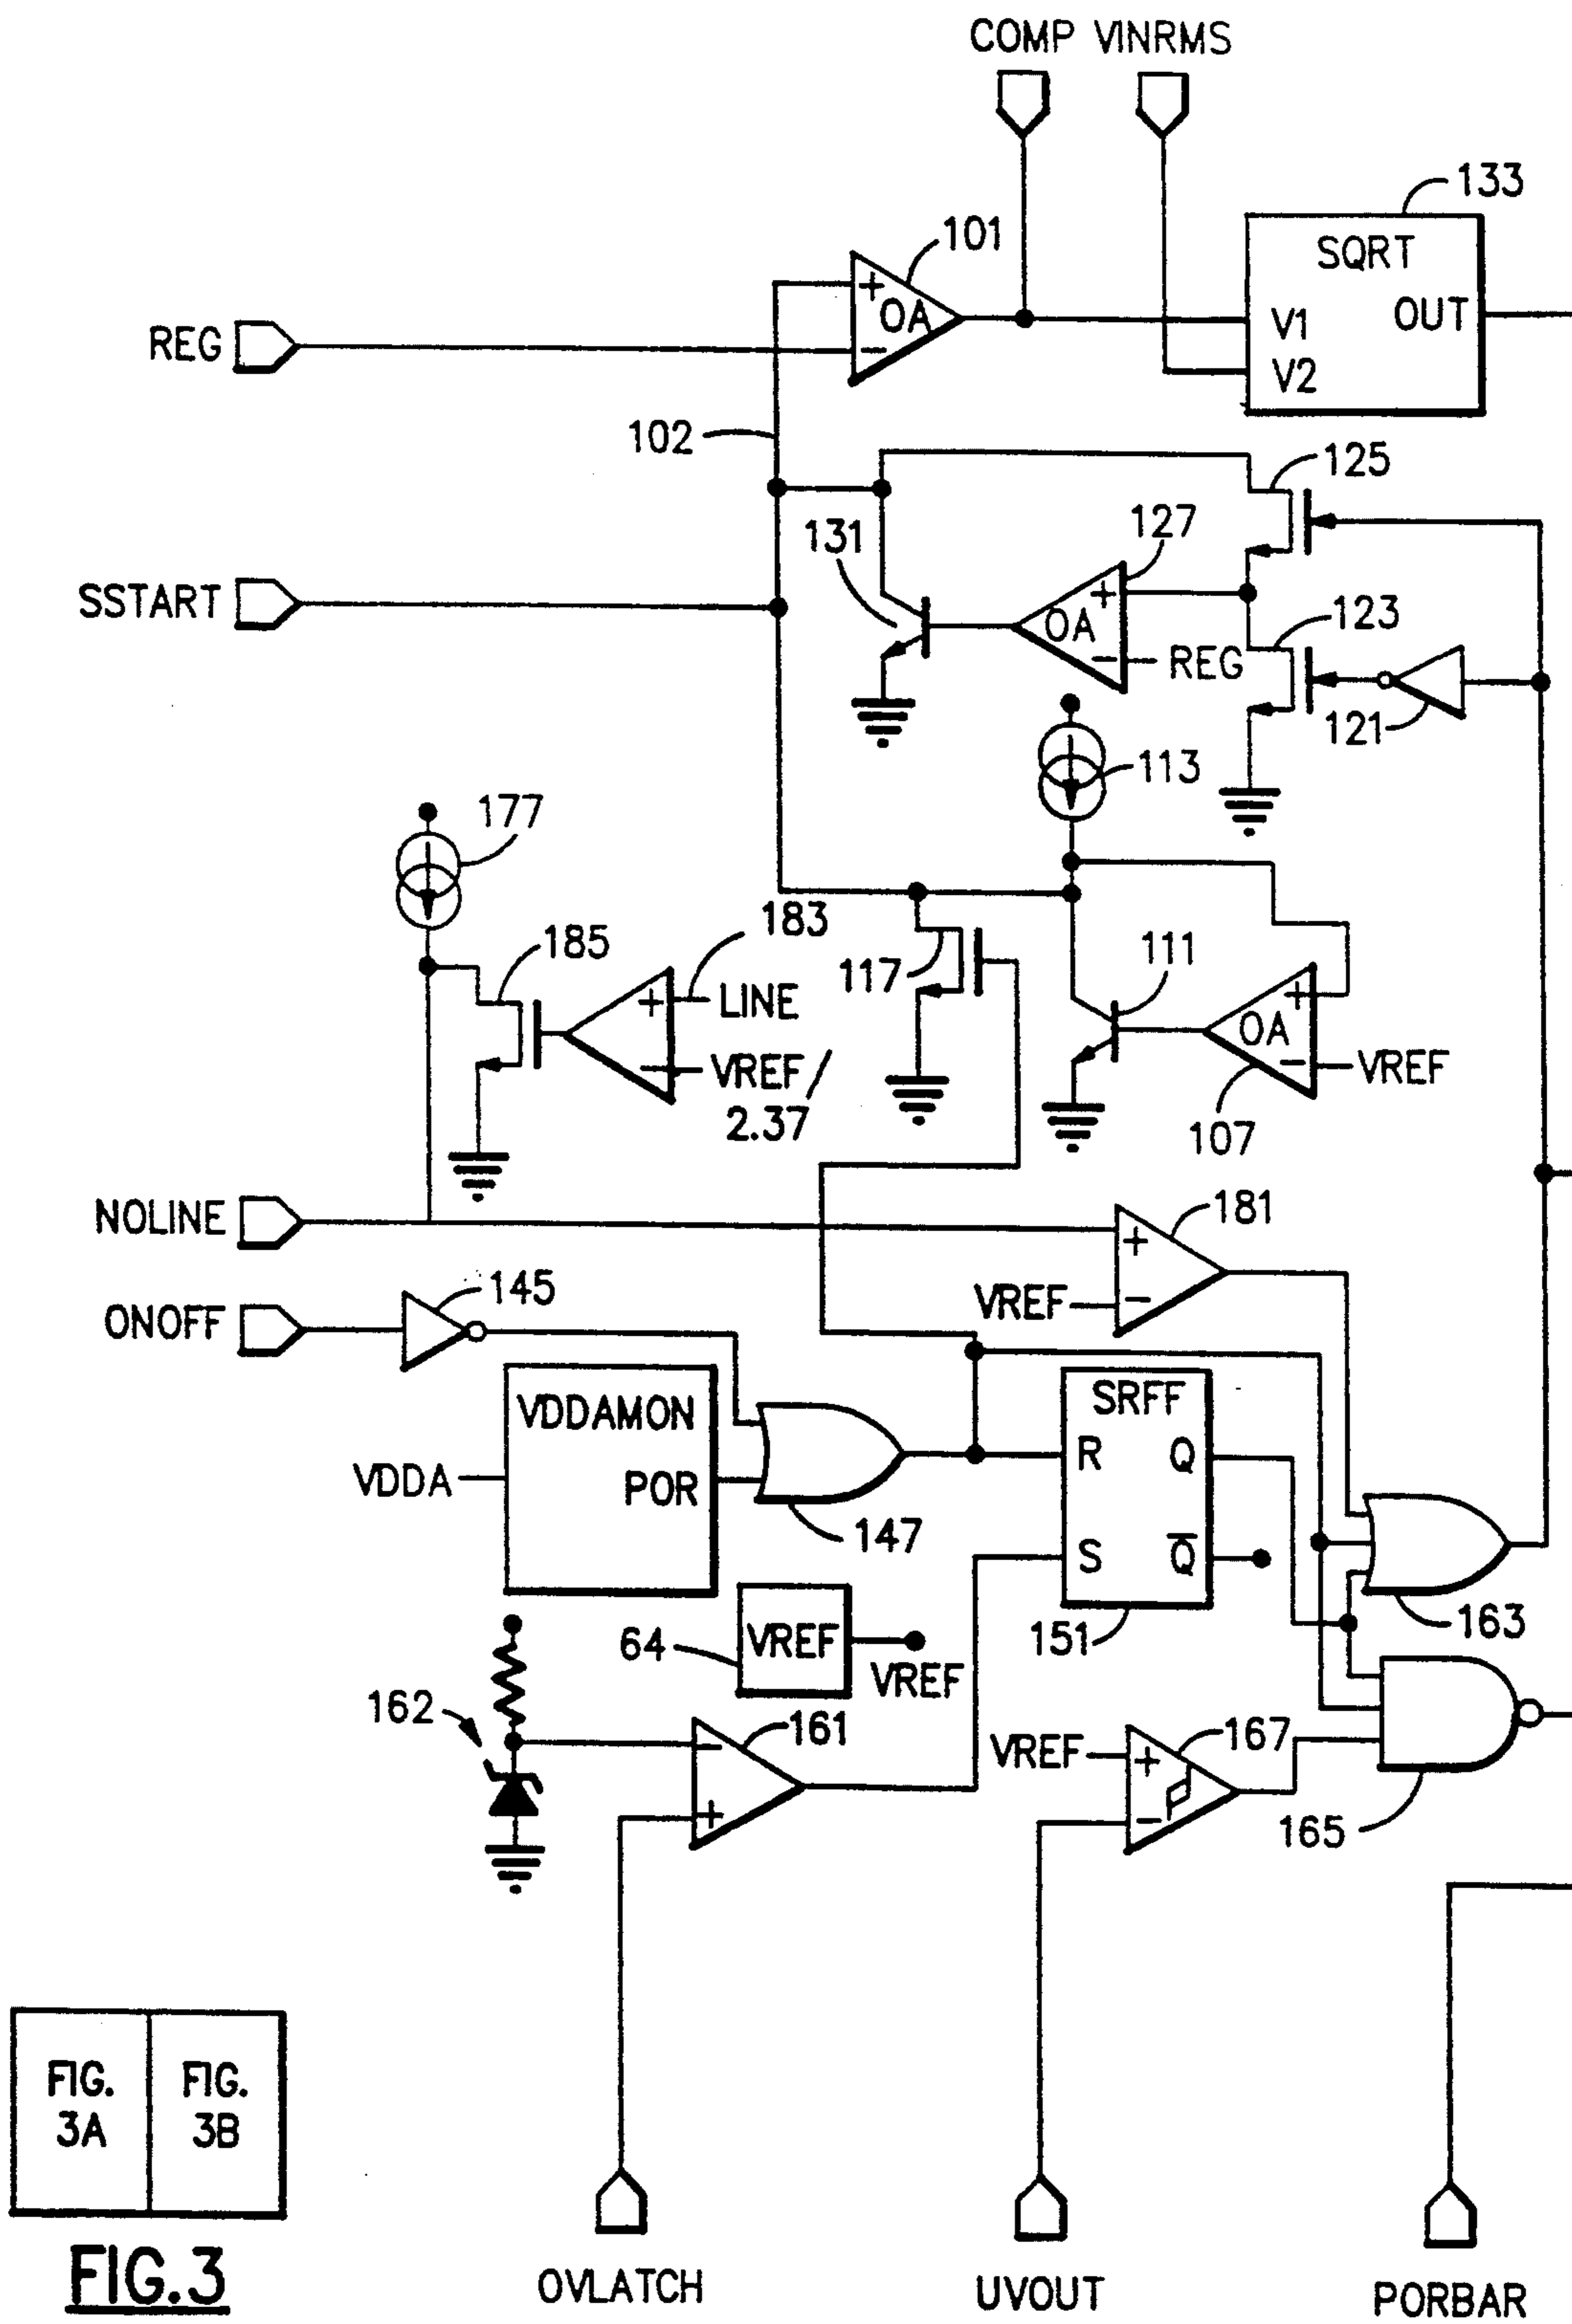 COMP VINRMS
133
SQRT
101
+
OA
OUT
V1
REG
−
V2
102
125
127
131
+
SSTART
123
OA
− REG
121
113
177
183
185
111
117
+ LINE
+
OA
− VREF/
2.37
− VREF
107
NOLINE
181
+
145
VREF −
ONOFF
SRFF
VDDAMON
R Q
VDDA
POR
147
S Q̅
163
151
64
VREF
VREF
162
161
−
167
VREF +
+
−
165
FIG.
3A
FIG.
3B
FIG.3
OVLATCH
UVOUT
PORBAR